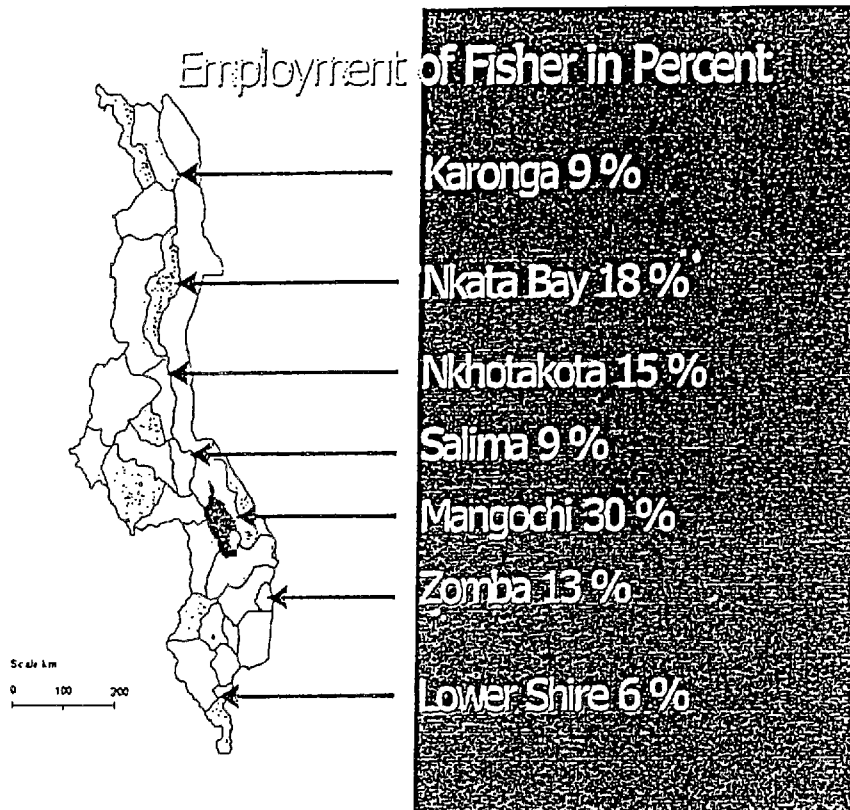 Employment of Fisher in Percent
Karonga 9 %
Nkata Bay 18 %
Nkhotakota 15 %
Salima 9 %
Mangochi 30 %
Zomba 13 %
Scale km
0 100 200
Lower Shire 6 %